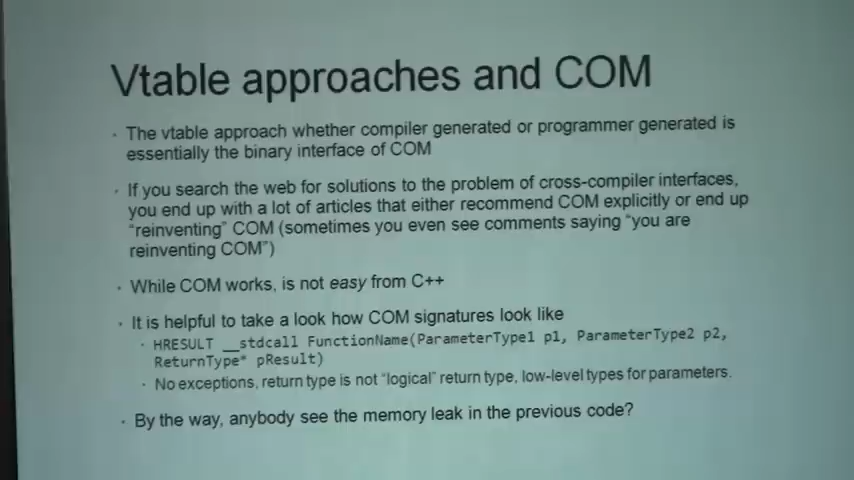 Vtable approaches and COM
· The vtable approach whether compiler generated or programmer generated is
essentially the binary interface of COM
· If you search the web for solutions to the problem of cross-compiler interfaces,
you end up with a lot of articles that either recommend COM explicitly or end up
"reinventing" COM (sometimes you even see comments saying "you are
reinventing COM")
· While COM works, is not easy from C++
· It is helpful to take a look how COM signatures look like
· HRESULT __stdcall FunctionName(ParameterType1 p1, ParameterType2 p2,
ReturnType* pResult)
· No exceptions, return type is not "logical" return type, low-level types for parameters.
· By the way, anybody see the memory leak in the previous code?